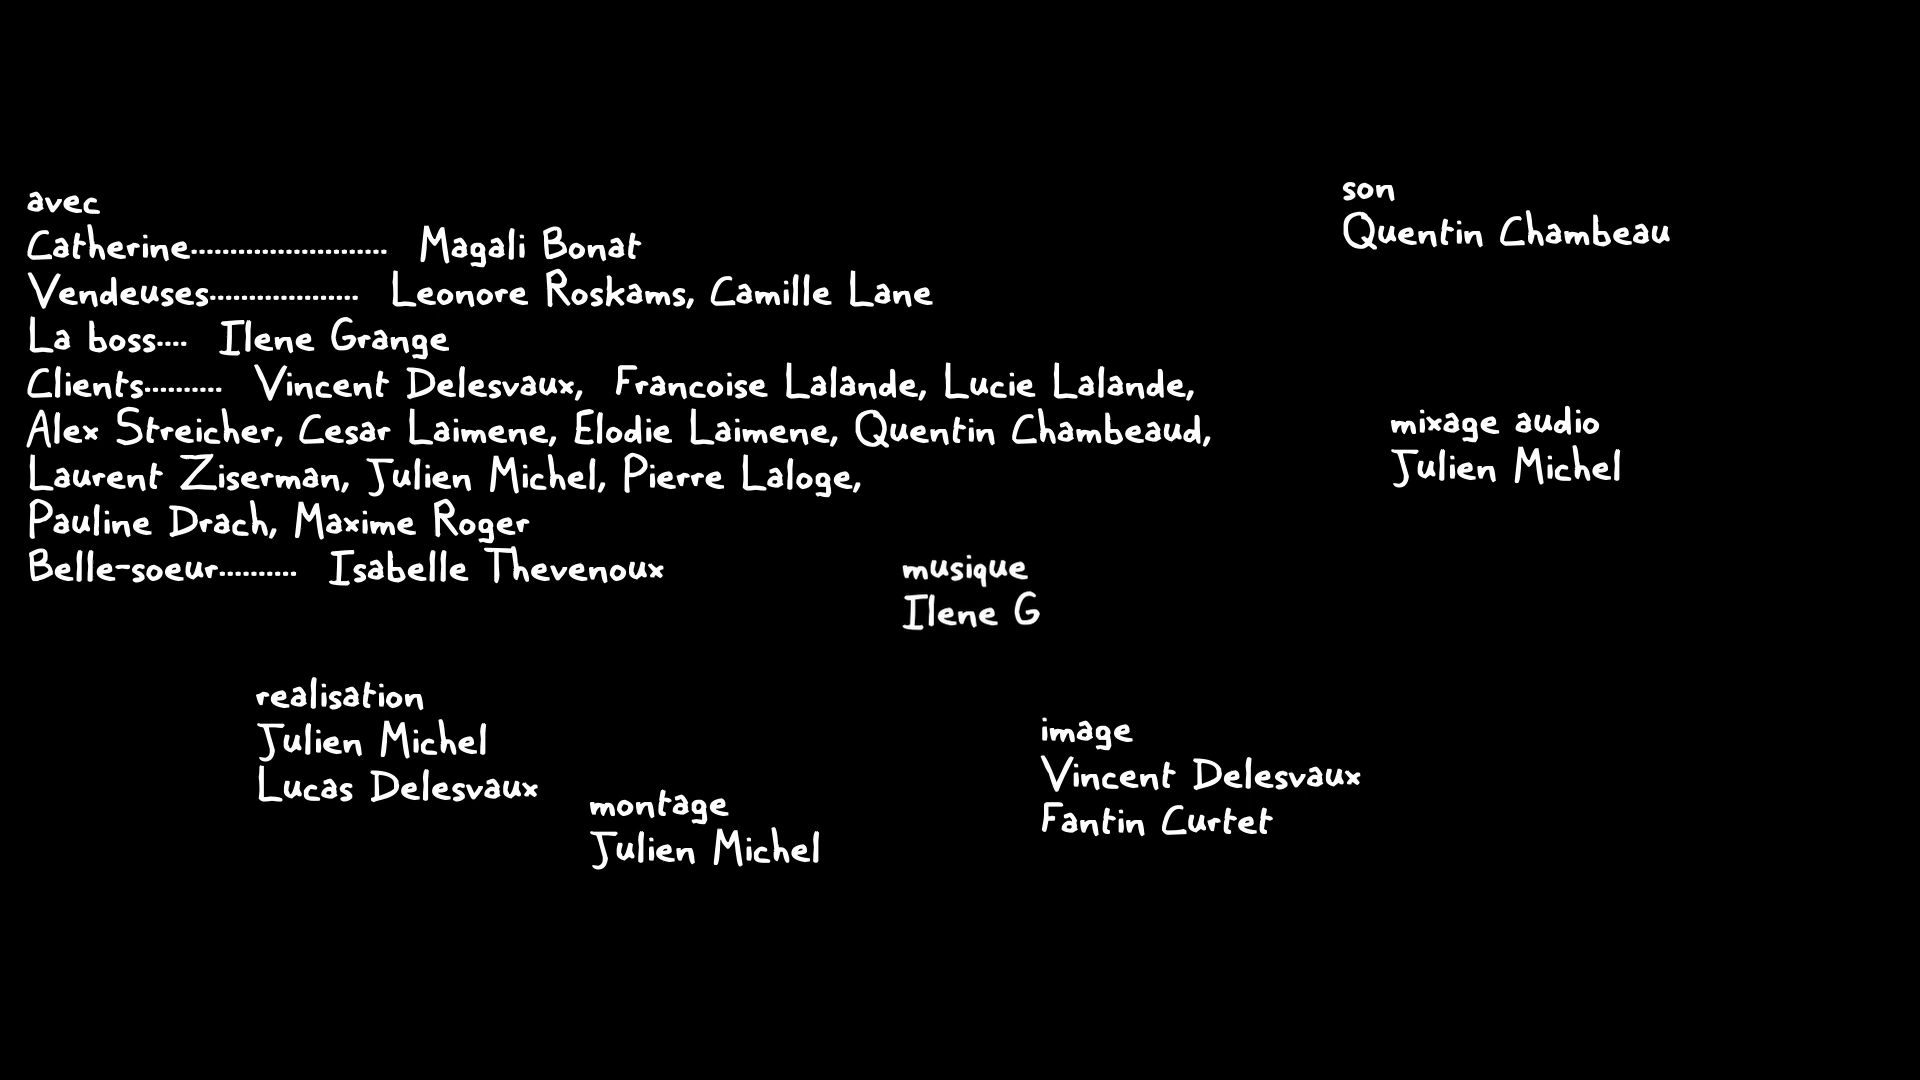 avec
Catherine......................... Magali Bonat
Vendeuses................... Leonore Roskams, Camille Lane
La boss.... Ilene Grange
Clients.......... Vincent Delesvaux, Francoise Lalande, Lucie Lalande,
Alex Streicher, Cesar Laimene, Elodie Laimene, Quentin Chambeaud,
Laurent Ziserman, Julien Michel, Pierre Laloge,
Pauline Drach, Maxime Roger
Belle-soeur.......... Isabelle Thevenoux
son
Quentin Chambeau
mixage audio
Julien Michel
musique
Ilene G
realisation
Julien Michel
Lucas Delesvaux
montage
Julien Michel
image
Vincent Delesvaux
Fantin Curtet